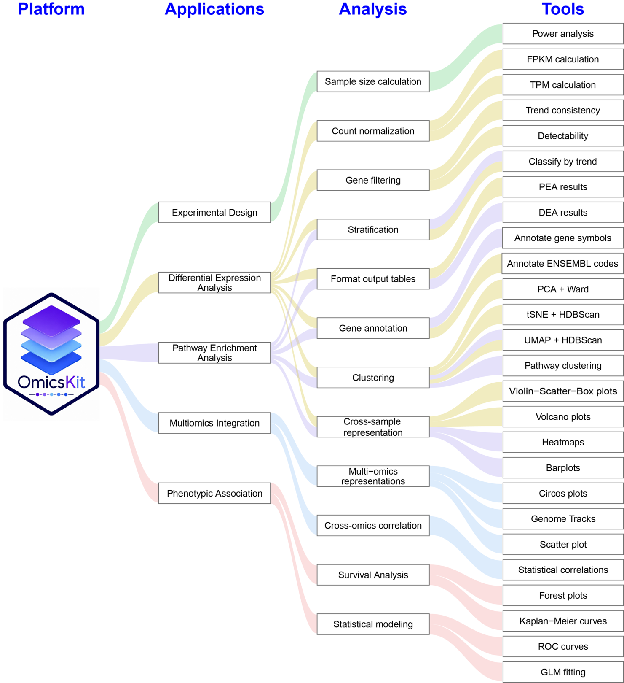 Platform
Applications
Analysis
Tools
OmicsKit
Experimental Design
Differential Expression
Analysis
Pathway Enrichment
Analysis
Multiomics Integration
Phenotypic Association
Sample size calculation
Count normalization
Gene filtering
Stratification
Format output tables
Gene annotation
Clustering
Cross-sample
representation
Multi-omics
representations
Cross-omics correlation
Survival Analysis
Statistical modeling
Power analysis
FPKM calculation
TPM calculation
Trend consistency
Detectability
Classify by trend
PEA results
DEA results
Annotate gene symbols
Annotate ENSEMBL codes
PCA + Ward
tSNE + HDBScan
UMAP + HDBScan
Pathway clustering
Violin-Scatter-Box plots
Volcano plots
Heatmaps
Barplots
Circos plots
Genome Tracks
Scatter plot
Statistical correlations
Forest plots
Kaplan-Meier curves
ROC curves
GLM fitting